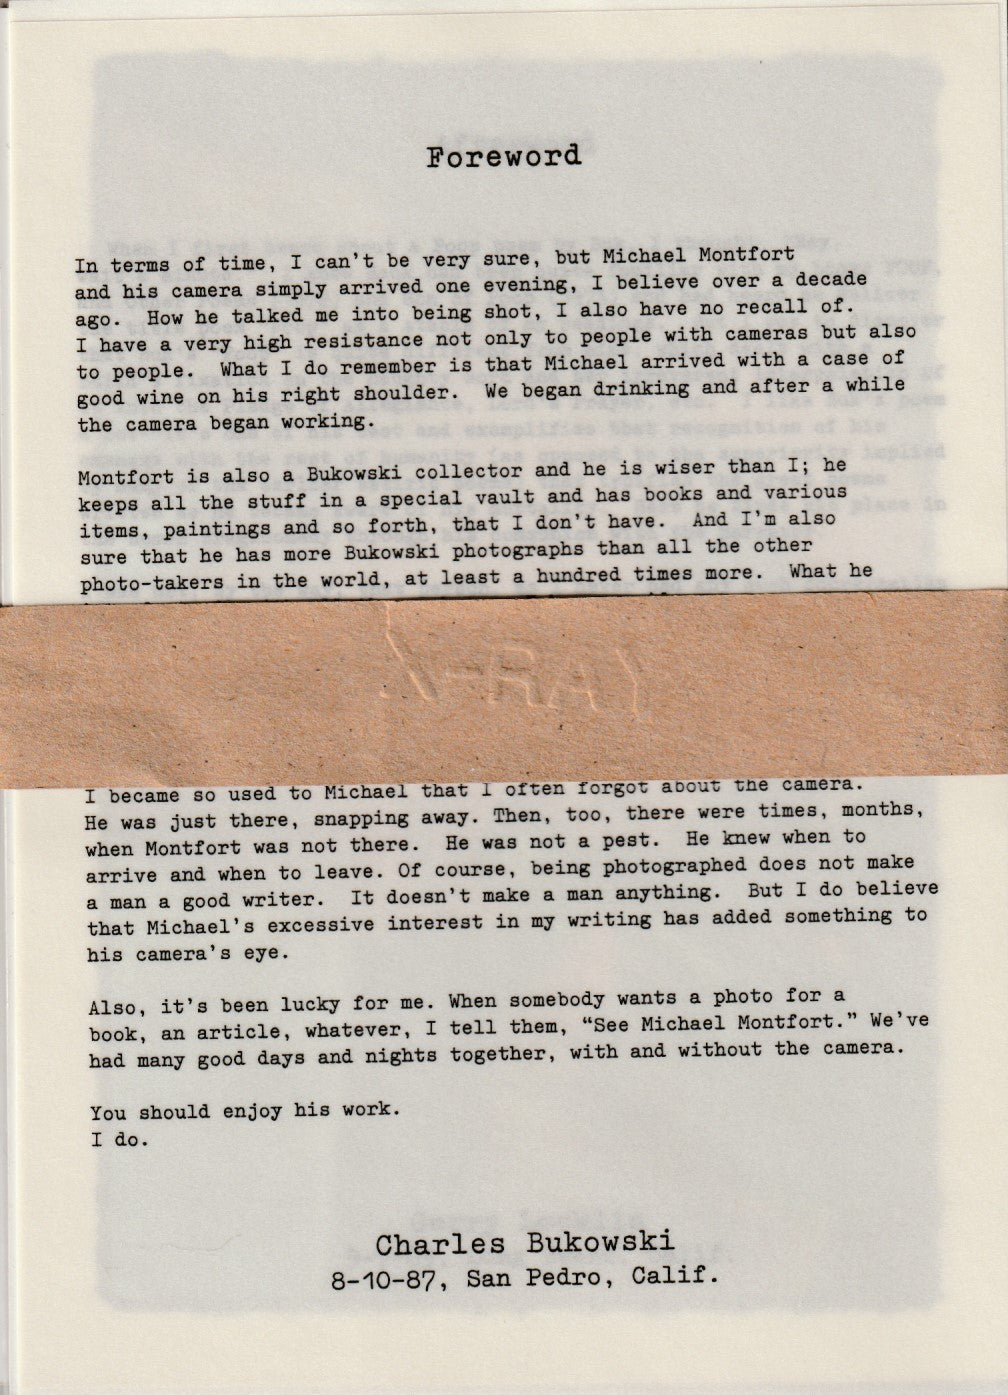 Foreword
In terms of time, I can't be very sure, but Michael Montfort
and his camera simply arrived one evening, I believe over a decade
ago.  How he talked me into being shot, I also have no recall of.
I have a very high resistance not only to people with cameras but also
to people.  What I do remember is that Michael arrived with a case of
good wine on his right shoulder.  We began drinking and after a while
the camera began working.
Montfort is also a Bukowski collector and he is wiser than I; he
keeps all the stuff in a special vault and has books and various
items, paintings and so forth, that I don't have.  And I'm also
sure that he has more Bukowski photographs than all the other
photo-takers in the world, at least a hundred times more.  What he
I became so used to Michael that I often forgot about the camera.
He was just there, snapping away. Then, too, there were times, months,
when Montfort was not there.  He was not a pest.  He knew when to
arrive and when to leave. Of course, being photographed does not make
a man a good writer.  It doesn't make a man anything.  But I do believe
that Michael's excessive interest in my writing has added something to
his camera's eye.
Also, it's been lucky for me. When somebody wants a photo for a
book, an article, whatever, I tell them, “See Michael Montfort.” We've
had many good days and nights together, with and without the camera.
You should enjoy his work.
I do.
Charles Bukowski
8-10-87, San Pedro, Calif.